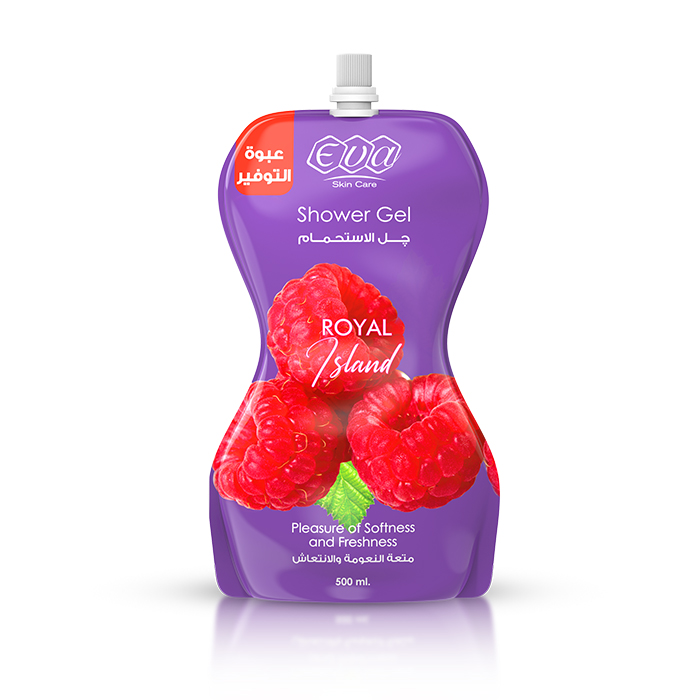 عبوة
التوفير
Eva
Skin Care
Shower Gel
چل الاستحمام
ROYAL
Island
Pleasure of Softness
and Freshness
متعة النعومة والانتعاش
500 ml.